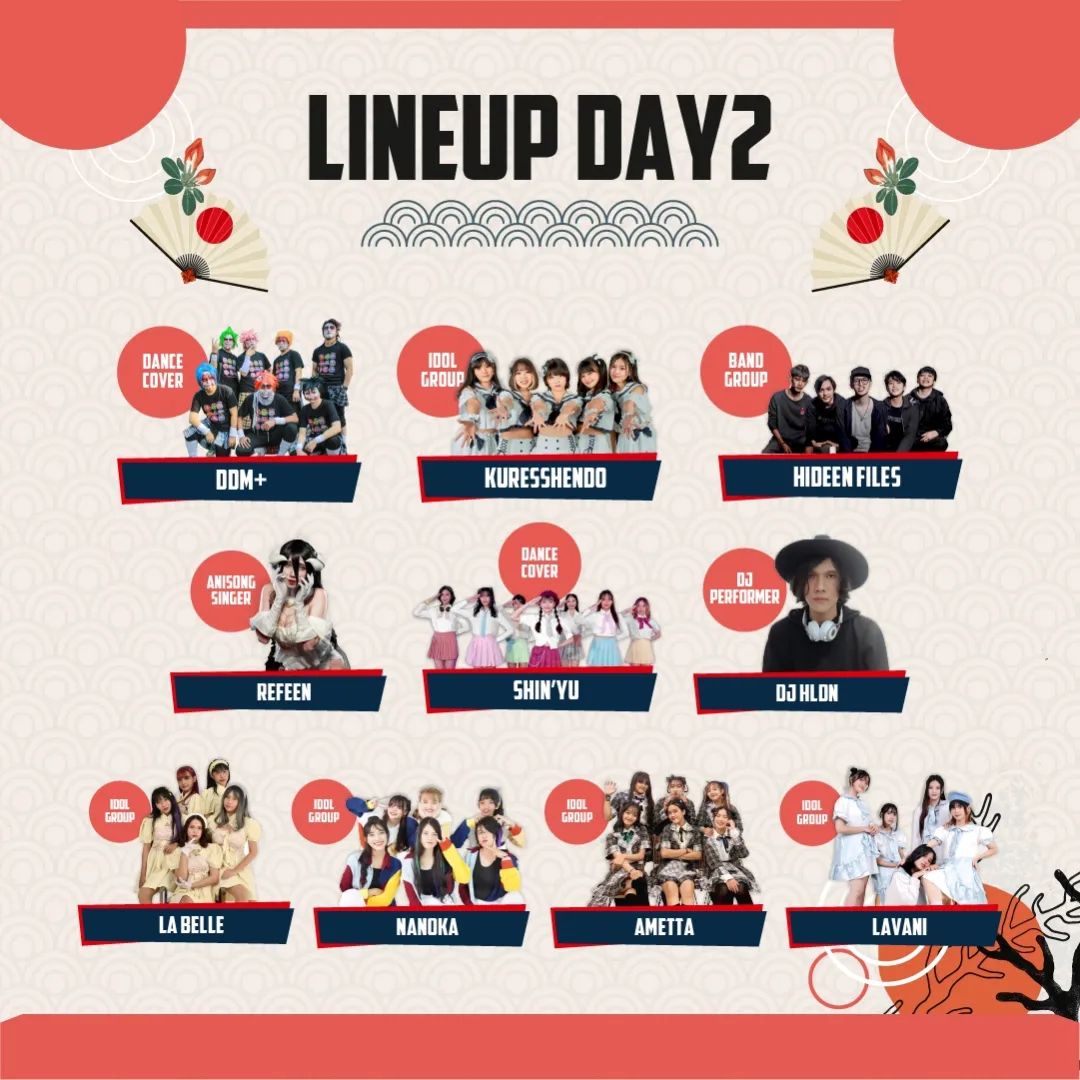 LINEUP DAY2
DANCE
COVER
DDM+
IDOL
GROUP
KURESSHENDO
BAND
GROUP
HIDEEN FILES
ANISONG
SINGER
REFEEN
DANCE
COVER
SHIN'YU
DJ
PERFORMER
DJ HLDN
IDOL
GROUP
LA BELLE
IDOL
GROUP
NANOKA
IDOL
GROUP
AMETTA
IDOL
GROUP
LAVANI